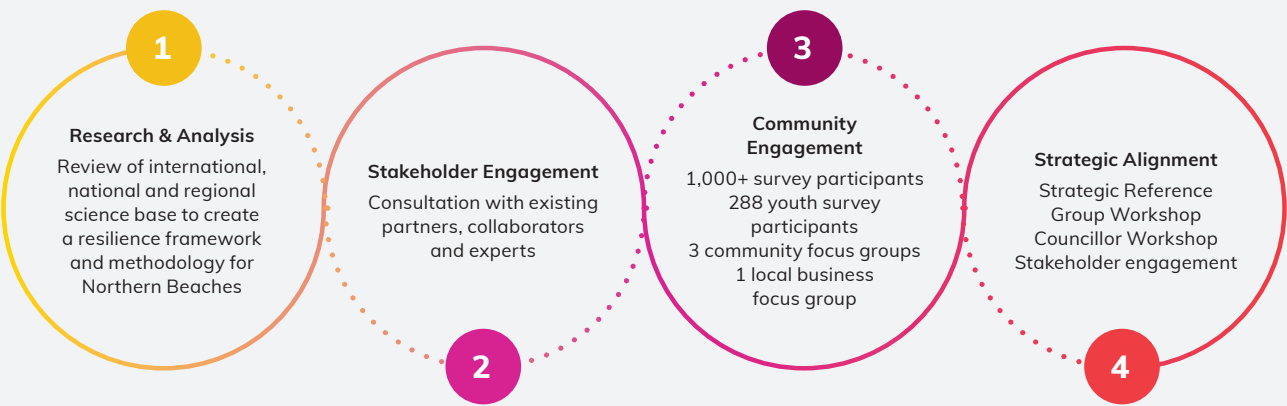 1
Research & Analysis
Review of international,
national and regional
science base to create
a resilience framework
and methodology for
Northern Beaches
Stakeholder Engagement
Consultation with existing
partners, collaborators
and experts
2
3
Community
Engagement
1,000+ survey participants
288 youth survey
participants
3 community focus groups
1 local business
focus group
Strategic Alignment
Strategic Reference
Group Workshop
Councillor Workshop
Stakeholder engagement
4